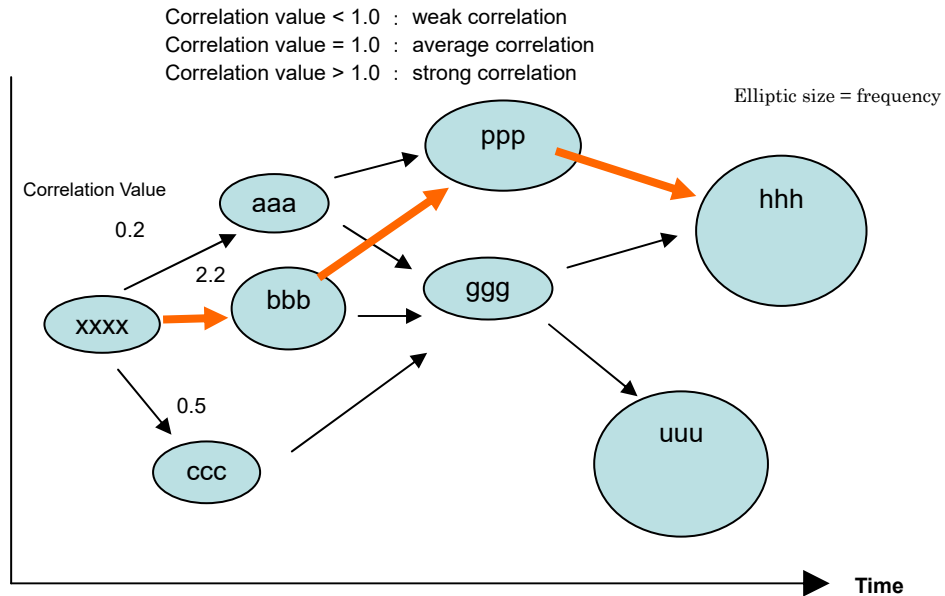 Correlation value < 1.0 : weak correlation
Correlation value = 1.0 : average correlation
Correlation value > 1.0 : strong correlation
Elliptic size = frequency
ppp
Correlation Value
aaa
hhh
0.2
2.2
bbb
ggg
xxxx
0.5
uuu
ccc
Time